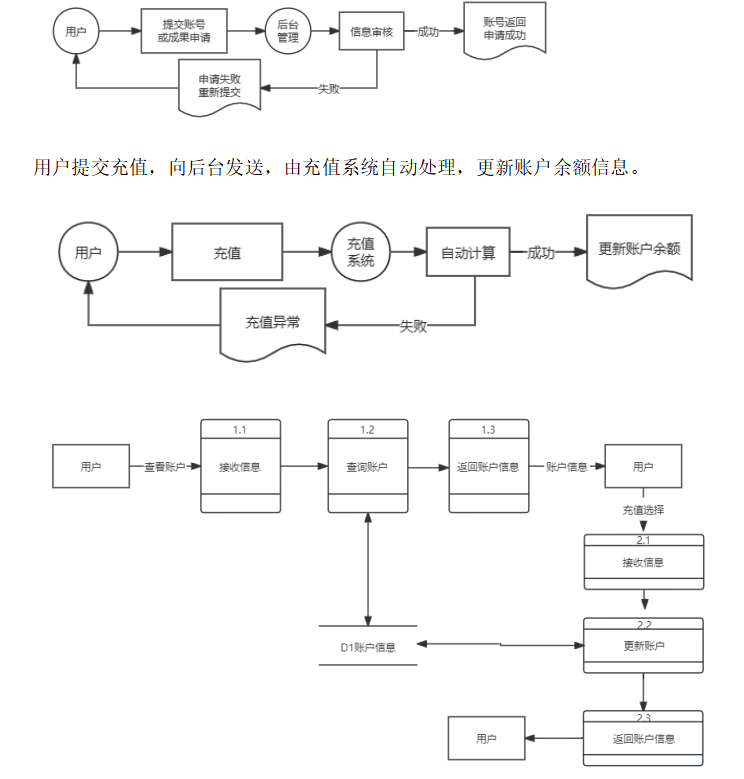 用户
提交账号
或成果申请
后台
管理
信息审核
成功
账号返回
申请成功
申请失败
重新提交
失败
用户提交充值，向后台发送，由充值系统自动处理，更新账户余额信息。
用户
充值
充值
系统
自动计算
成功
更新账户余额
充值异常
失败
1.1
1.2
1.3
用户
查看账户
接收信息
查询账户
返回账户信息
账户信息
用户
充值选择
2.1
接收信息
2.2
D1账户信息
更新账户
2.3
用户
返回账户信息